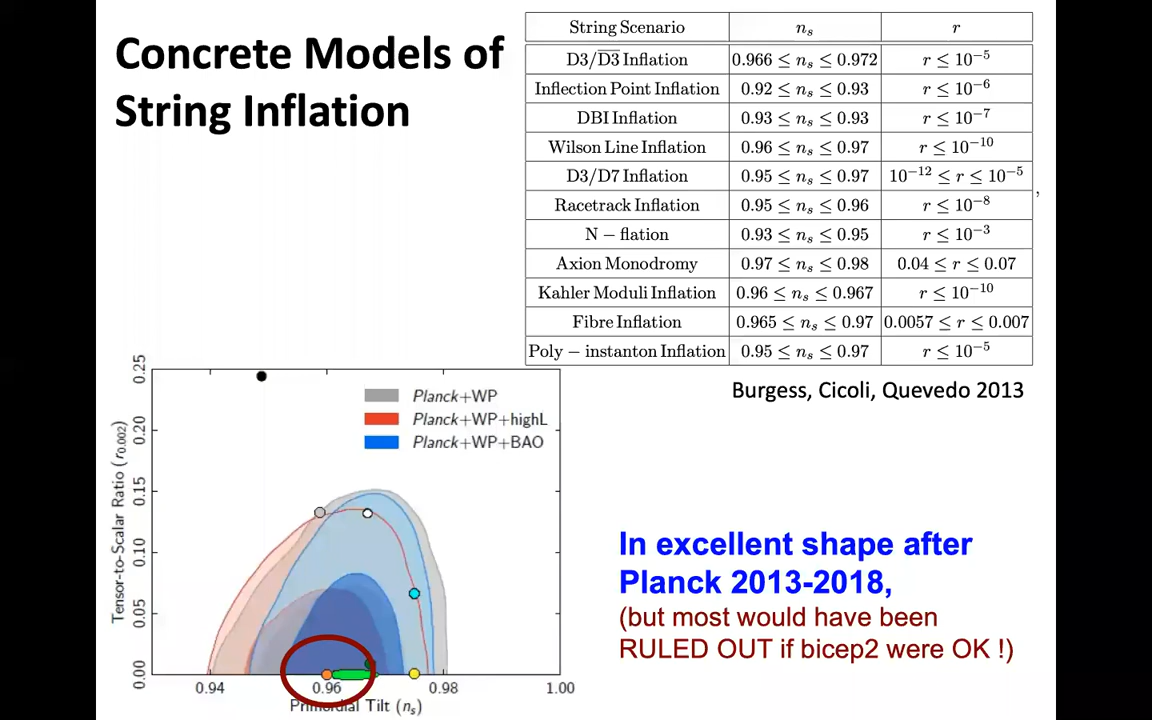 Concrete Models of
String Inflation
String Scenario n_s r
D3/\overline{D3} Inflation 0.966 ≤ n_s ≤ 0.972 r ≤ 10^{−5}
Inflection Point Inflation 0.92 ≤ n_s ≤ 0.93 r ≤ 10^{−6}
DBI Inflation 0.93 ≤ n_s ≤ 0.93 r ≤ 10^{−7}
Wilson Line Inflation 0.96 ≤ n_s ≤ 0.97 r ≤ 10^{−10}
D3/D7 Inflation 0.95 ≤ n_s ≤ 0.97 10^{−12} ≤ r ≤ 10^{−5}
Racetrack Inflation 0.95 ≤ n_s ≤ 0.96 r ≤ 10^{−8}
N − flation 0.93 ≤ n_s ≤ 0.95 r ≤ 10^{−3}
Axion Monodromy 0.97 ≤ n_s ≤ 0.98 0.04 ≤ r ≤ 0.07
Kahler Moduli Inflation 0.96 ≤ n_s ≤ 0.967 r ≤ 10^{−10}
Fibre Inflation 0.965 ≤ n_s ≤ 0.97 0.0057 ≤ r ≤ 0.007
Poly − instanton Inflation 0.95 ≤ n_s ≤ 0.97 r ≤ 10^{−5}
,
Burgess, Cicoli, Quevedo 2013
Planck+WP
Planck+WP+highL
Planck+WP+BAO
Tensor-to-Scalar Ratio (r_{0.002})
0.25
0.20
0.15
0.10
0.05
0.00
0.94 0.96 0.98 1.00
Primordial Tilt (n_s)
In excellent shape after
Planck 2013-2018,
(but most would have been
RULED OUT if bicep2 were OK !)